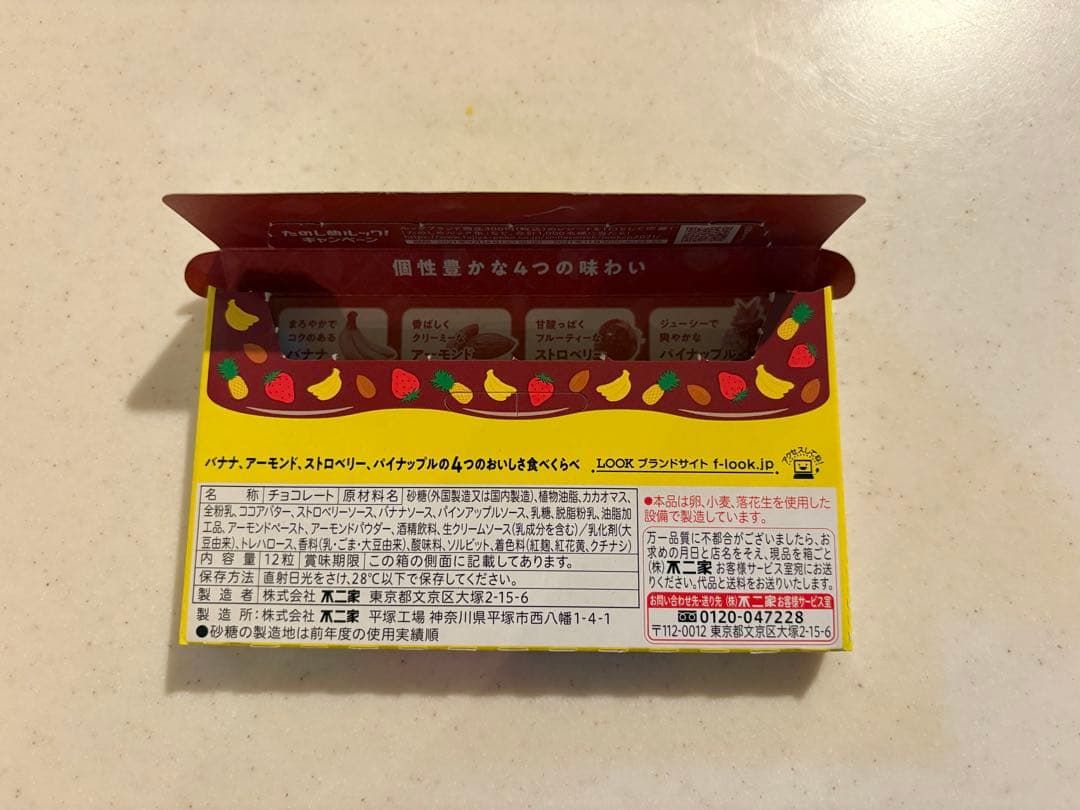 たのしめルック!
キャンペーン
個性豊かな4つの味わい
まろやかで
コクのある
バナナ
香ばしく
クリーミーな
アーモンド
甘酸っぱく
フルーティーな
ストロベリー
ジューシーで
爽やかな
パイナップル
バナナ、アーモンド、ストロベリー、パイナップルの4つのおいしさ食べくらべ
LOOK ブランドサイト f-look.jp
アクセスしてね!
名 称 チョコレート 原材料名 砂糖(外国製造又は国内製造)、植物油脂、カカオマス、
全粉乳、ココアバター、ストロベリーソース、バナナソース、パインアップルソース、乳糖、脱脂粉乳、油脂加
工品、アーモンドペースト、アーモンドパウダー、酒精飲料、生クリームソース(乳成分を含む)/乳化剤(大
豆由来)、トレハロース、香料(乳・ごま・大豆由来)、酸味料、ソルビット、着色料(紅麹、紅花黄、クチナシ)
内 容 量 12粒 賞味期限 この箱の側面に記載してあります。
保存方法 直射日光をさけ、28℃以下で保存してください。
製 造 者 株式会社 不二家 東京都文京区大塚2-15-6
製 造 所:株式会社 不二家 平塚工場 神奈川県平塚市西八幡1-4-1
●砂糖の製造地は前年度の使用実績順
●本品は卵、小麦、落花生を使用した
設備で製造しています。
万一品質に不都合がございましたら、お
求めの月日と店名をそえ、現品を箱ごと
(株)不二家 お客様サービス室宛にお送
りください。代品と送料をお送りいたします。
お問い合わせ先・送り先 (株)不二家 お客様サービス室
0120-047228
〒112-0012 東京都文京区大塚2-15-6